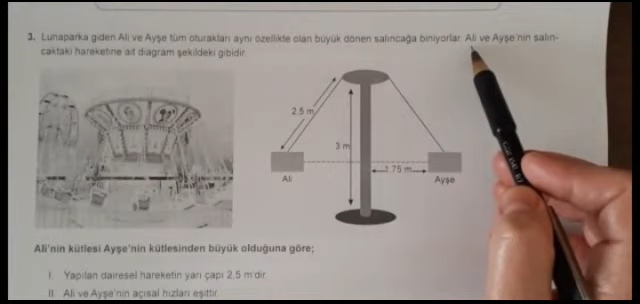 3. Lunaparka giden Ali ve Ayşe tüm oturakları aynı özellikte olan büyük dönen salıncağa biniyorlar. Ali ve Ayşe'nin salın-
caktaki hareketine ait diagram şekildeki gibidir.
2,5 m
3 m
1,75 m
Ali
Ayşe
Ali'nin kütlesi Ayşe'nin kütlesinden büyük olduğuna göre;
I. Yapılan dairesel hareketin yarı çapı 2,5 m'dir.
II. Ali ve Ayşe'nin açısal hızları eşittir.